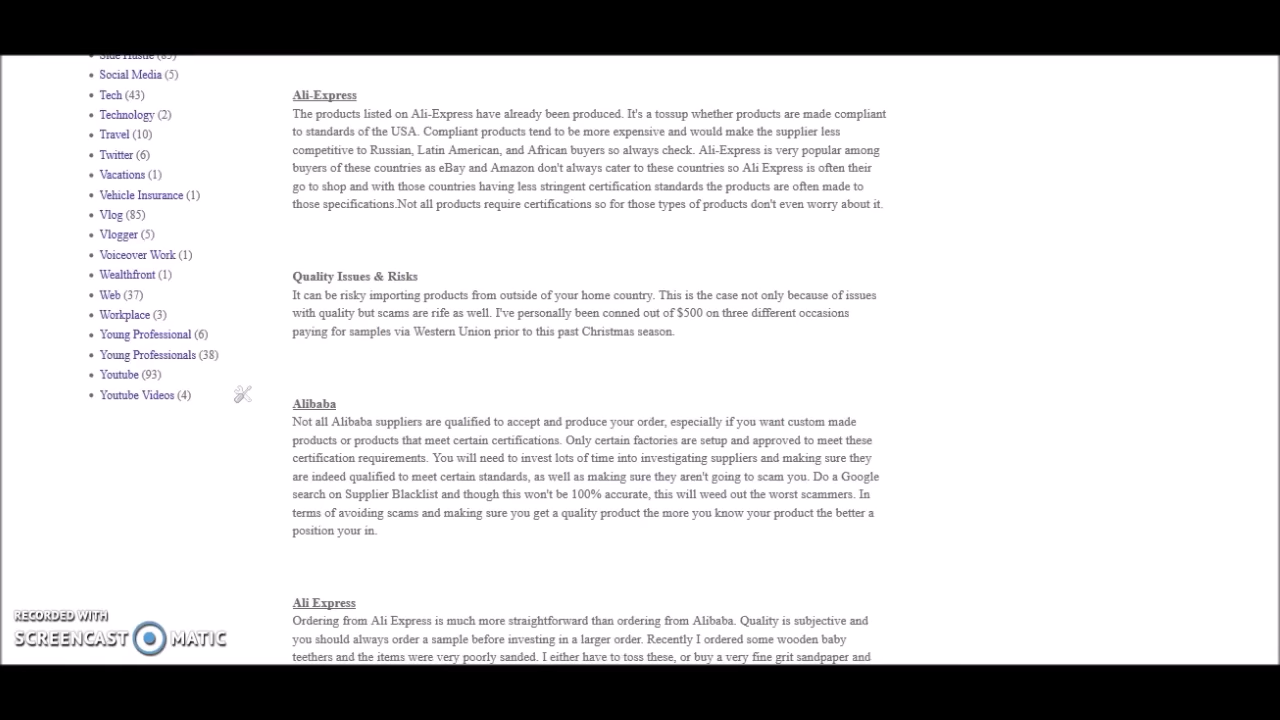 Side Hustle (85)
Social Media (5)
Tech (43)
Technology (2)
Travel (10)
Twitter (6)
Vacations (1)
Vehicle Insurance (1)
Vlog (85)
Vlogger (5)
Voiceover Work (1)
Wealthfront (1)
Web (37)
Workplace (3)
Young Professional (6)
Young Professionals (38)
Youtube (93)
Youtube Videos (4)
Ali-Express
The products listed on Ali-Express have already been produced. It's a tossup whether products are made compliant
to standards of the USA. Compliant products tend to be more expensive and would make the supplier less
competitive to Russian, Latin American, and African buyers so always check. Ali-Express is very popular among
buyers of these countries as eBay and Amazon don't always cater to these countries so Ali Express is often their
go to shop and with those countries having less stringent certification standards the products are often made to
those specifications.Not all products require certifications so for those types of products don't even worry about it.
Quality Issues & Risks
It can be risky importing products from outside of your home country. This is the case not only because of issues
with quality but scams are rife as well. I've personally been conned out of $500 on three different occasions
paying for samples via Western Union prior to this past Christmas season.
Alibaba
Not all Alibaba suppliers are qualified to accept and produce your order, especially if you want custom made
products or products that meet certain certifications. Only certain factories are setup and approved to meet these
certification requirements. You will need to invest lots of time into investigating suppliers and making sure they
are indeed qualified to meet certain standards, as well as making sure they aren't going to scam you. Do a Google
search on Supplier Blacklist and though this won't be 100% accurate, this will weed out the worst scammers. In
terms of avoiding scams and making sure you get a quality product the more you know your product the better a
position your in.
Ali Express
Ordering from Ali Express is much more straightforward than ordering from Alibaba. Quality is subjective and
you should always order a sample before investing in a larger order. Recently I ordered some wooden baby
teethers and the items were very poorly sanded. I either have to toss these, or buy a very fine grit sandpaper and
RECORDED WITH
SCREENCAST MATIC